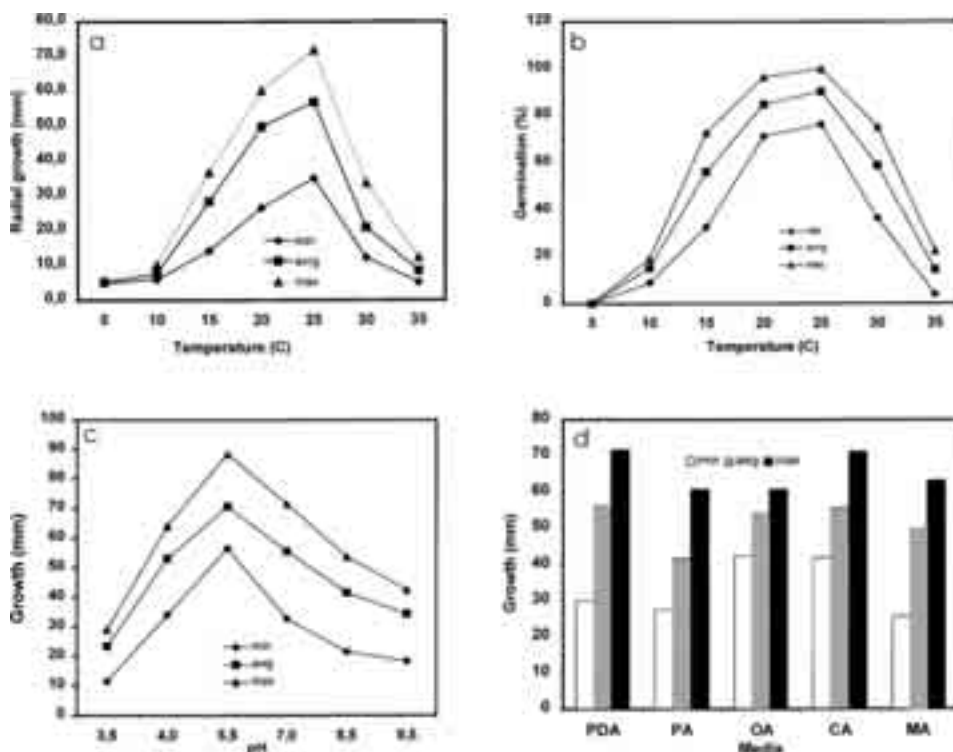 a
80,0
70,0
60,0
50,0
40,0
30,0
20,0
10,0
0,0
Radial growth (mm)
min
avg
max
5 10 15 20 25 30 35
Temperature (C)
b
120
100
80
60
40
20
0
Germination (%)
avg
5 10 15 20 25 30 35
Temperature (C)
c
100
90
80
70
60
50
40
30
20
10
0
Growth (mm)
min
avg
max
3,5 4,0 5,5 7,0 8,5 9,5
pH
d
80
70
60
50
40
30
20
10
0
Growth (mm)
min avg max
PDA PA OA CA MA
Media